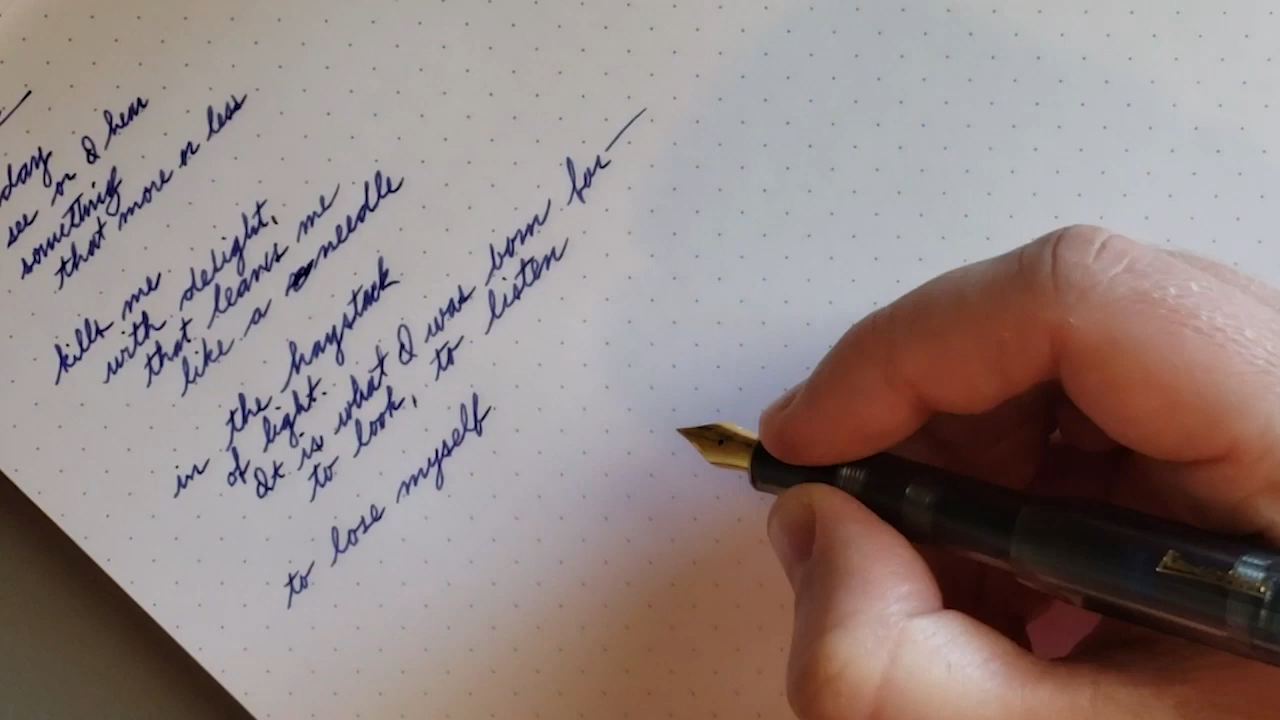 day
see or I hear
something
that more or less
kills me
with delight,
that leaves me
like a needle
in the haystack
of light.
It is what I was born for—
to look, to listen
to lose myself